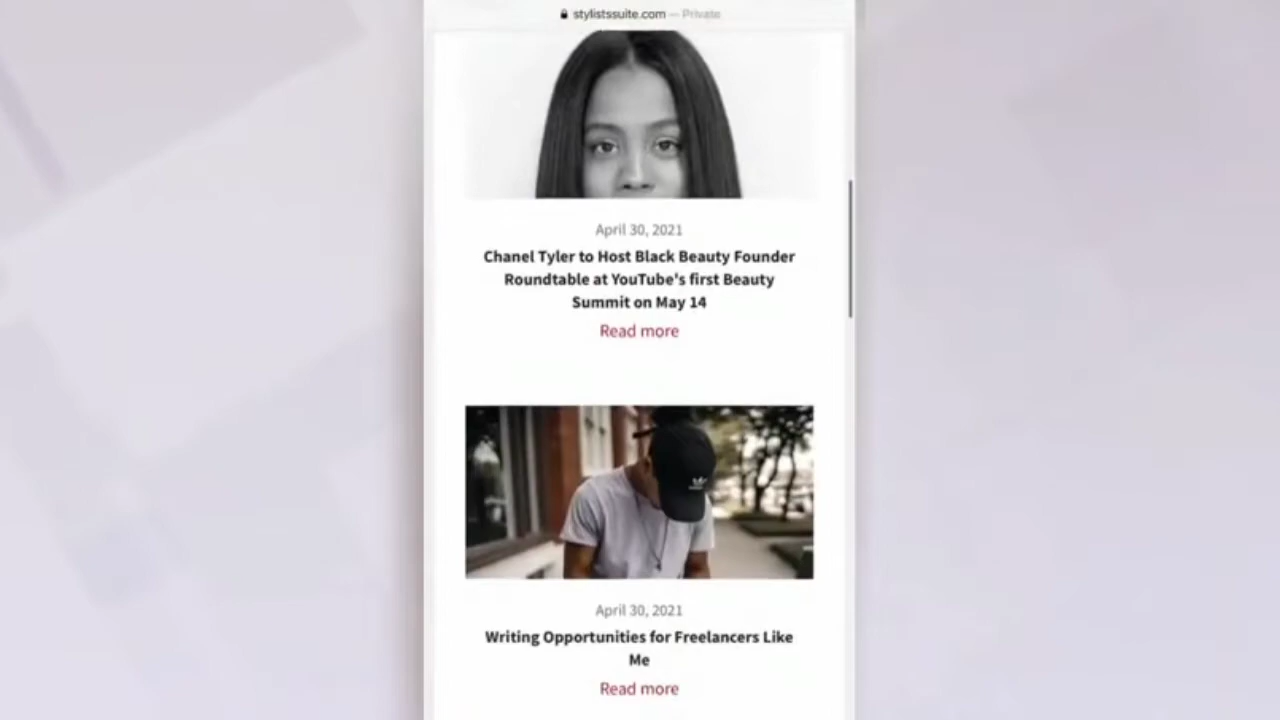 stylistssuite.com — Private
April 30, 2021
Chanel Tyler to Host Black Beauty Founder
Roundtable at YouTube's first Beauty
Summit on May 14
Read more
April 30, 2021
Writing Opportunities for Freelancers Like
Me
Read more